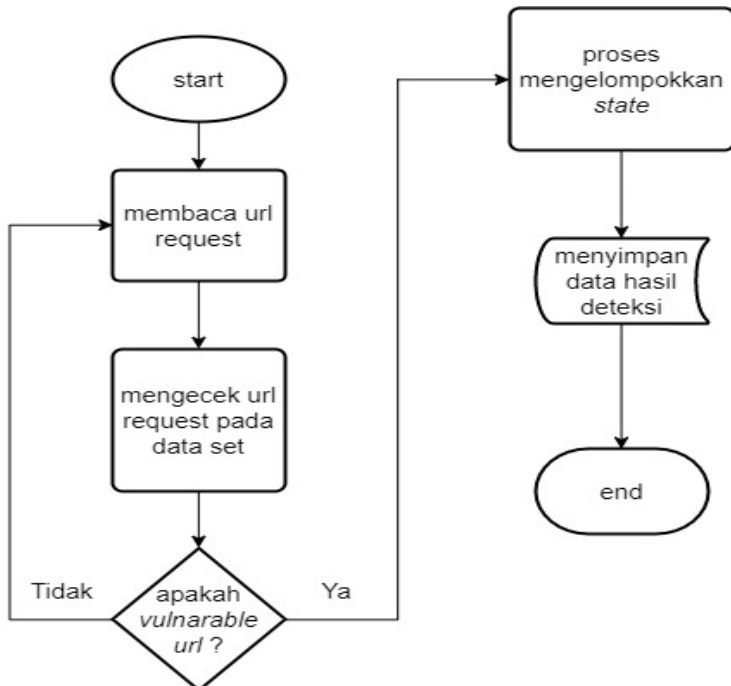 start
membaca url
request
mengecek url
request pada
data set
apakah
vulnarable
url ?
Tidak
Ya
proses
mengelompokkan
state
menyimpan
data hasil
deteksi
end